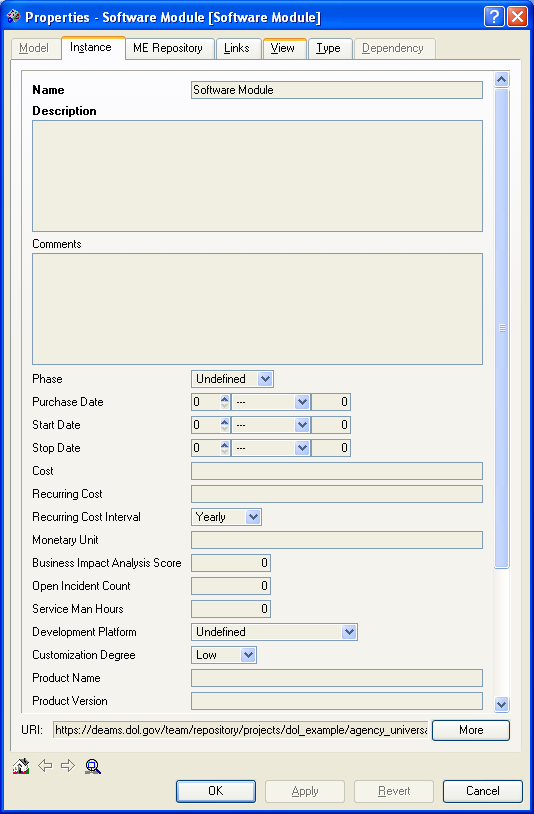 Properties - Software Module [Software Module]
Model Instance ME Repository Links View Type Dependency
Name Software Module
Description
Comments
Phase Undefined
Purchase Date 0 --- 0
Start Date 0 --- 0
Stop Date 0 --- 0
Cost
Recurring Cost
Recurring Cost Interval Yearly
Monetary Unit
Business Impact Analysis Score 0
Open Incident Count 0
Service Man Hours 0
Development Platform Undefined
Customization Degree Low
Product Name
Product Version
URI: https://deams.dol.gov/team/repository/projects/dol_example/agency_universa More
OK Apply Revert Cancel